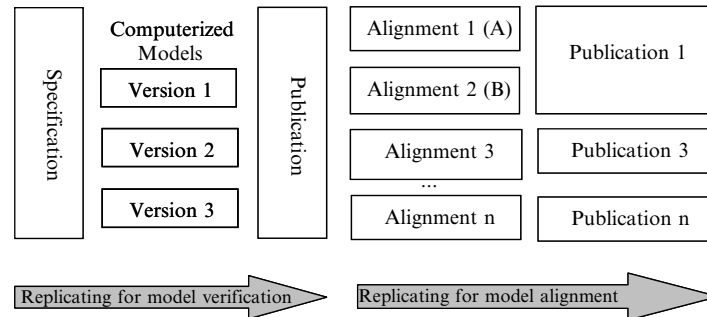 Specification
Computerized
Models
Version 1
Version 2
Version 3
Publication
Alignment 1 (A)
Alignment 2 (B)
Alignment 3
...
Alignment n
Publication 1
Publication 3
Publication n
Replicating for model verification
Replicating for model alignment